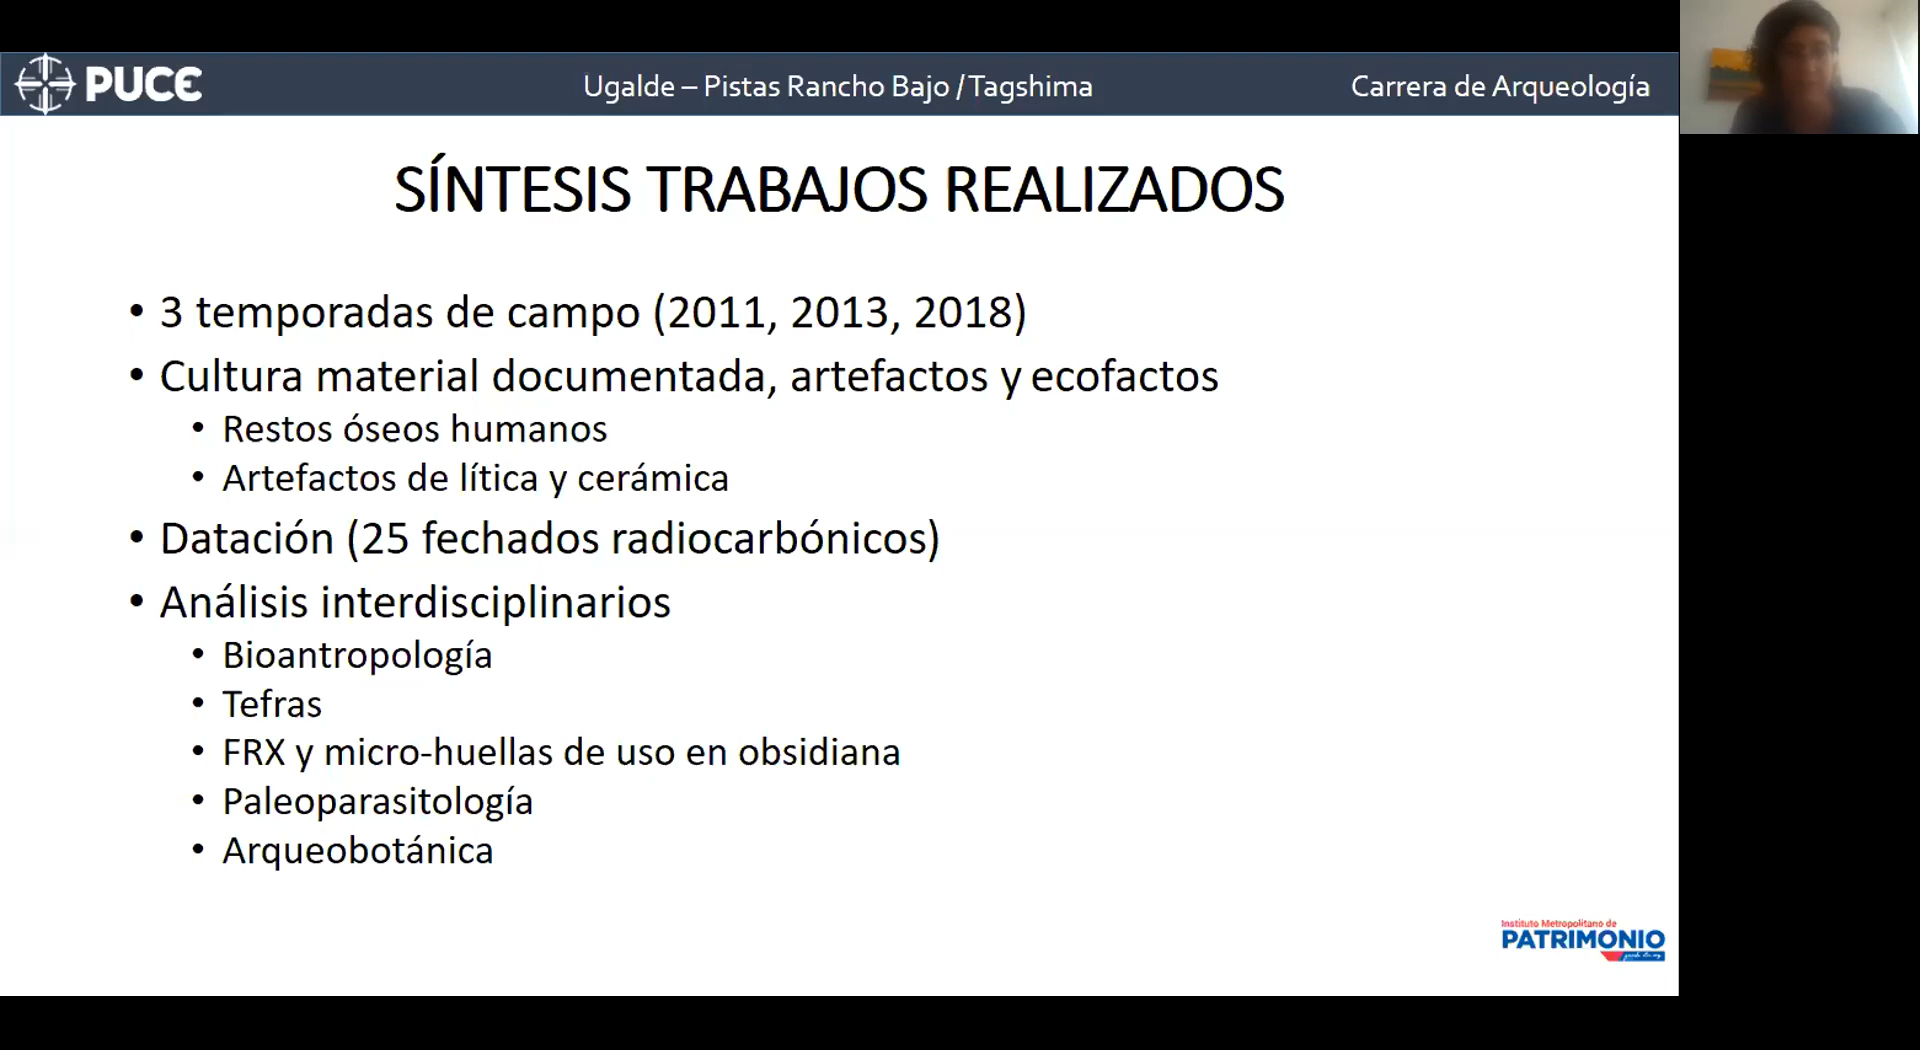 PUCE
Ugalde – Pistas Rancho Bajo / Tagshima
Carrera de Arqueología
SÍNTESIS TRABAJOS REALIZADOS
• 3 temporadas de campo (2011, 2013, 2018)
• Cultura material documentada, artefactos y ecofactos
• Restos óseos humanos
• Artefactos de lítica y cerámica
• Datación (25 fechados radiocarbónicos)
• Análisis interdisciplinarios
• Bioantropología
• Tefras
• FRX y micro-huellas de uso en obsidiana
• Paleoparasitología
• Arqueobotánica
Instituto Metropolitano de
PATRIMONIO